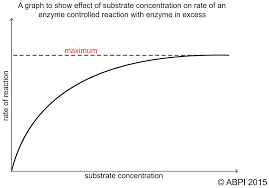 A graph to show effect of substrate concentration on rate of an
enzyme controlled reaction with enzyme in excess
maximum
rate of reaction
substrate concentration
© ABPI 2015